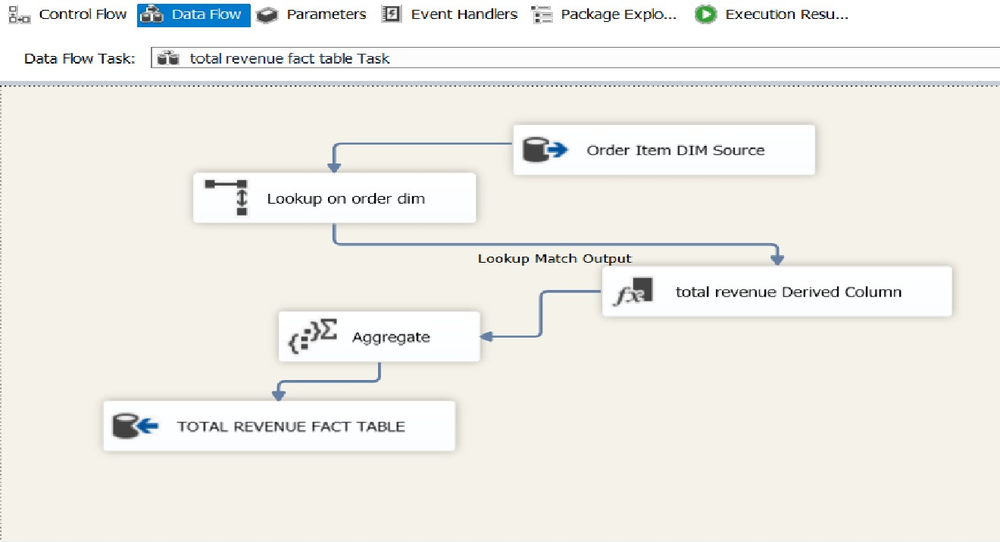 Control Flow Data Flow Parameters Event Handlers Package Explo... Execution Resu...
Data Flow Task: total revenue fact table Task
Order Item DIM Source
Lookup on order dim
Lookup Match Output
total revenue Derived Column
Aggregate
TOTAL REVENUE FACT TABLE